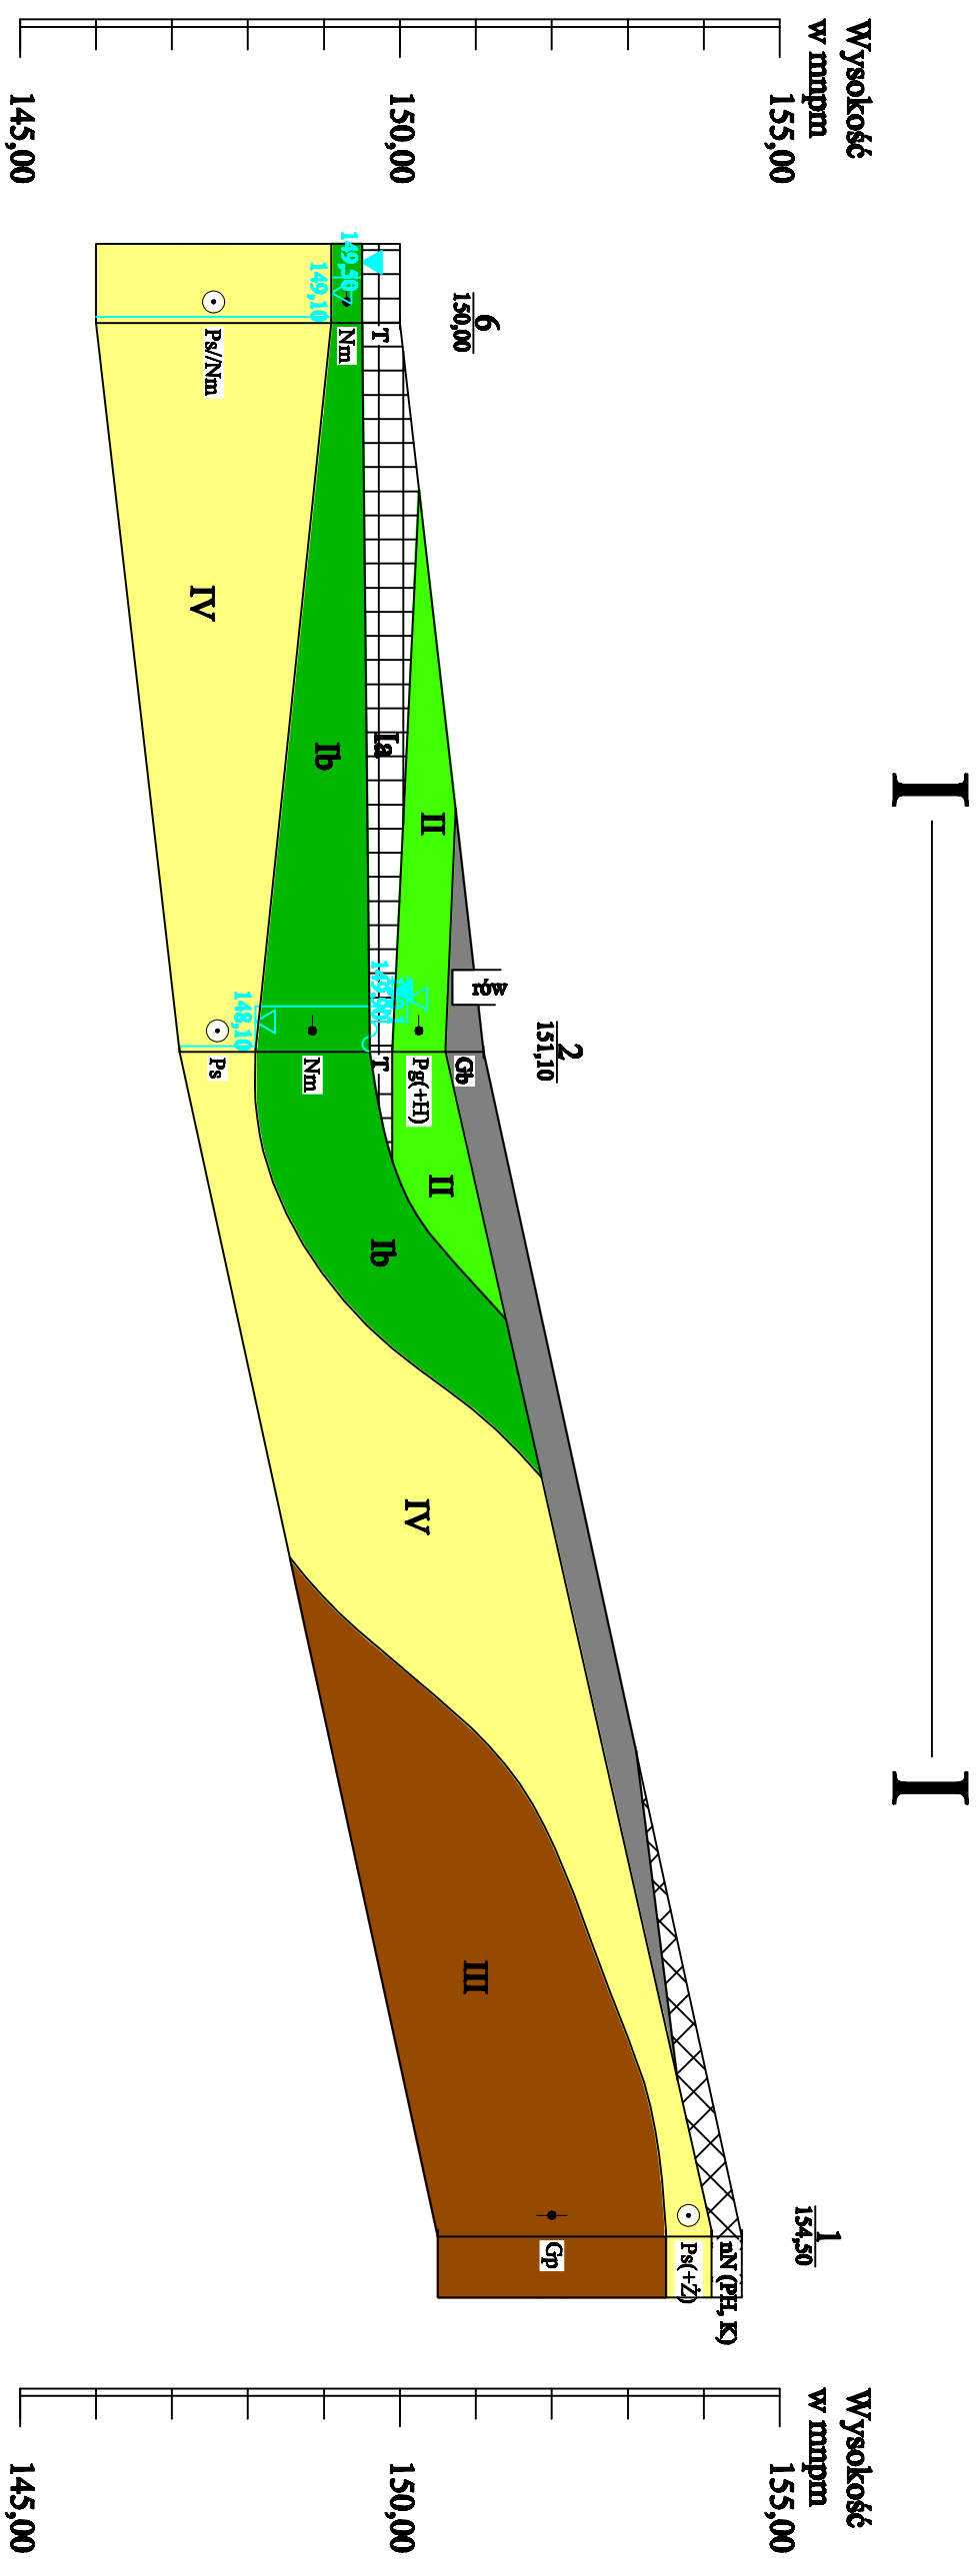 I
I
Wysokość
w mnpm
155,00
150,00
145,00
Wysokość
w mnpm
155,00
150,00
145,00
6
150,00
2
151,10
1
154,50
T
Nm
Ps//Nm
149,50
149,10
IV
Ib
Ia
II
rów
Gb
Pg(+H)
T
Nm
Ps
148,10
II
Ib
IV
III
nN (PH, K)
Ps(+Ż)
Gp